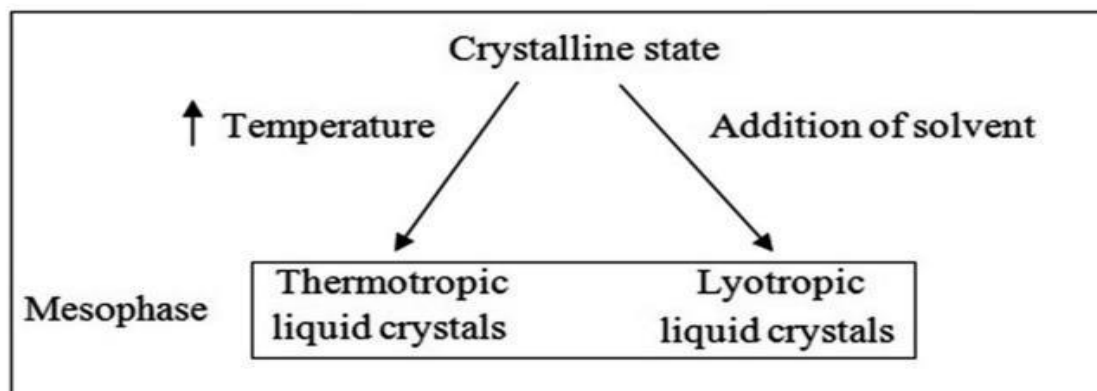 Crystalline state
↑ Temperature
Addition of solvent
Thermotropic
liquid crystals
Lyotropic
liquid crystals
Mesophase